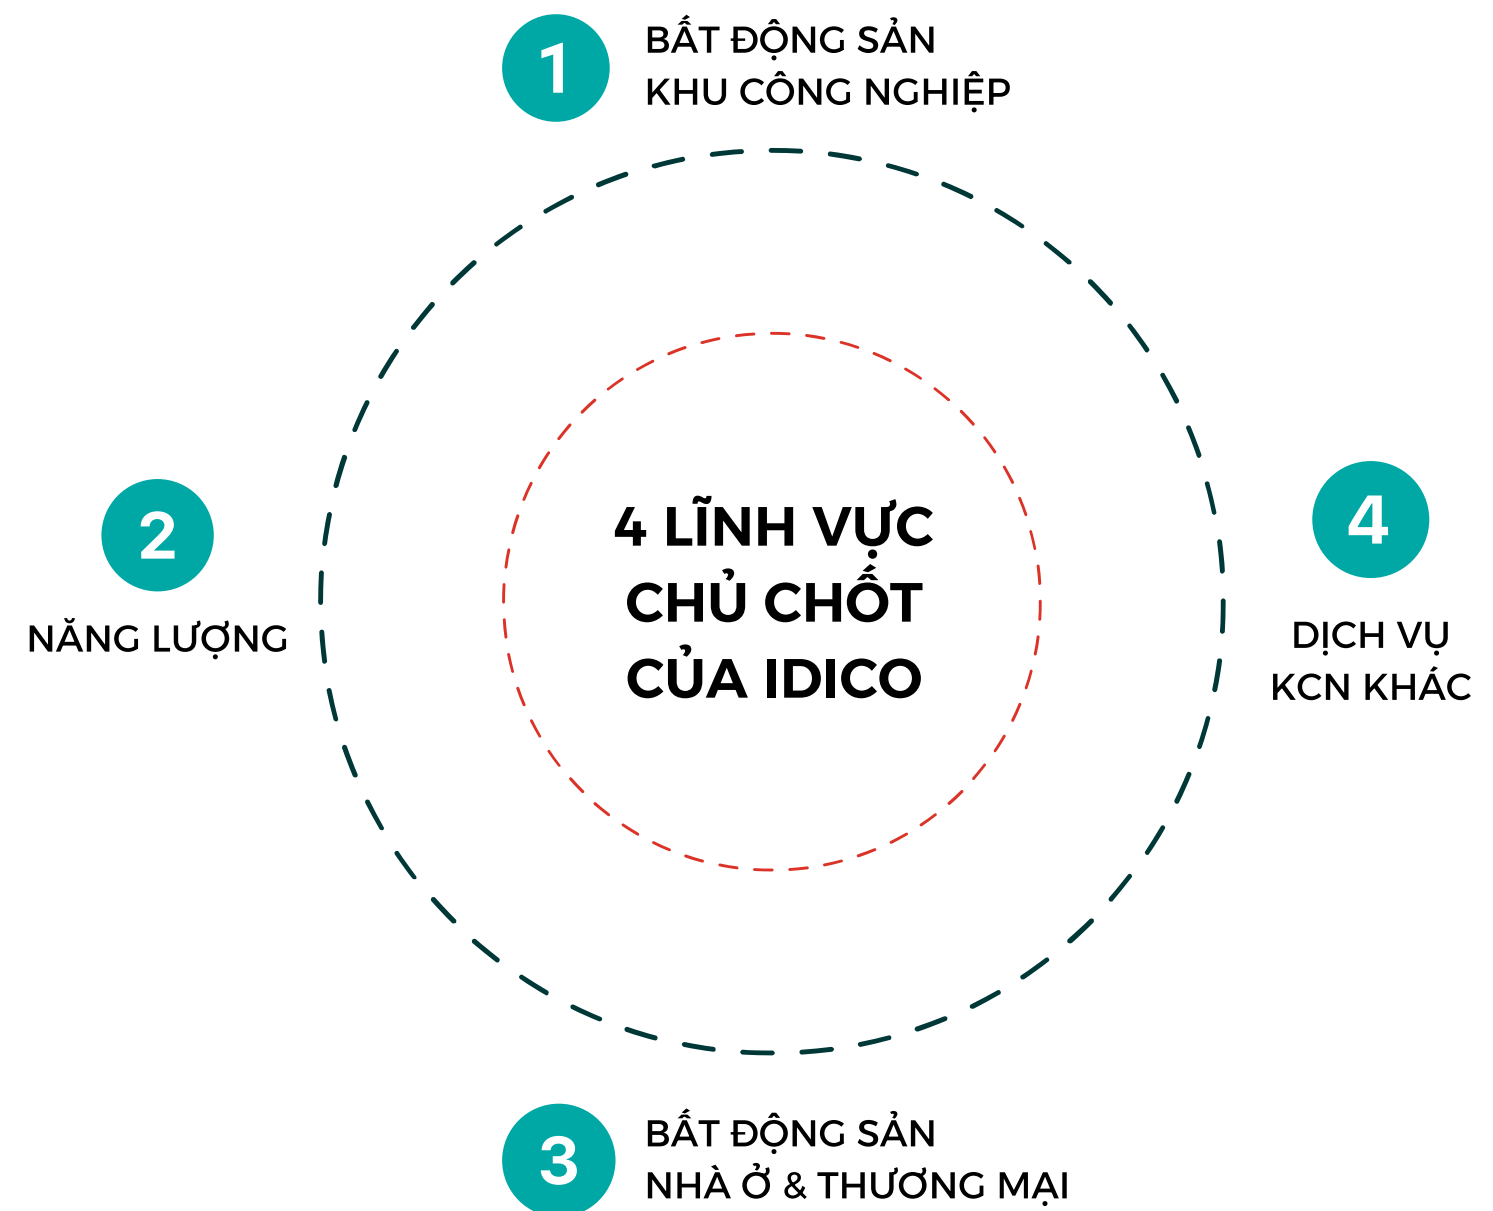 1
BẤT ĐỘNG SẢN
KHU CÔNG NGHIỆP
2
NĂNG LƯỢNG
4 LĨNH VỰC
CHỦ CHỐT
CỦA IDICO
4
DỊCH VỤ
KCN KHÁC
3
BẤT ĐỘNG SẢN
NHÀ Ở & THƯƠNG MẠI